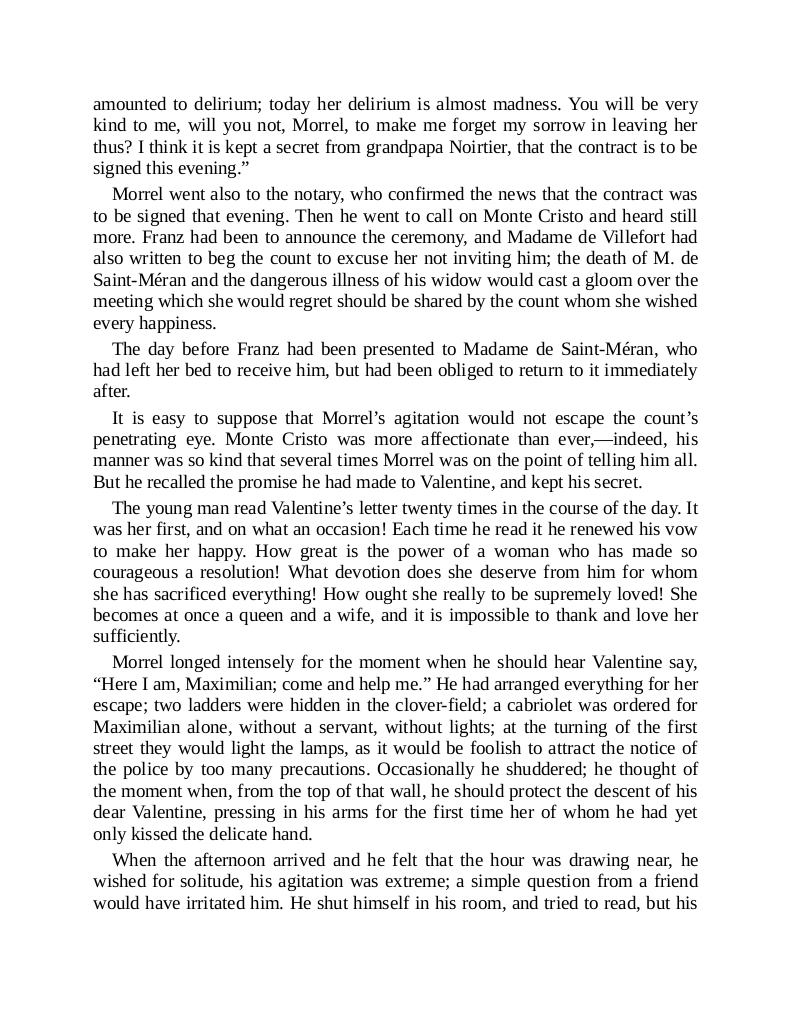 amounted to delirium; today her delirium is almost madness. You will be very
kind to me, will you not, Morrel, to make me forget my sorrow in leaving her
thus? I think it is kept a secret from grandpapa Noirtier, that the contract is to be
signed this evening.”
Morrel went also to the notary, who confirmed the news that the contract was
to be signed that evening. Then he went to call on Monte Cristo and heard still
more. Franz had been to announce the ceremony, and Madame de Villefort had
also written to beg the count to excuse her not inviting him; the death of M. de
Saint-Méran and the dangerous illness of his widow would cast a gloom over the
meeting which she would regret should be shared by the count whom she wished
every happiness.
The day before Franz had been presented to Madame de Saint-Méran, who
had left her bed to receive him, but had been obliged to return to it immediately
after.
It is easy to suppose that Morrel’s agitation would not escape the count’s
penetrating eye. Monte Cristo was more affectionate than ever,—indeed, his
manner was so kind that several times Morrel was on the point of telling him all.
But he recalled the promise he had made to Valentine, and kept his secret.
The young man read Valentine’s letter twenty times in the course of the day. It
was her first, and on what an occasion! Each time he read it he renewed his vow
to make her happy. How great is the power of a woman who has made so
courageous a resolution! What devotion does she deserve from him for whom
she has sacrificed everything! How ought she really to be supremely loved! She
becomes at once a queen and a wife, and it is impossible to thank and love her
sufficiently.
Morrel longed intensely for the moment when he should hear Valentine say,
“Here I am, Maximilian; come and help me.” He had arranged everything for her
escape; two ladders were hidden in the clover-field; a cabriolet was ordered for
Maximilian alone, without a servant, without lights; at the turning of the first
street they would light the lamps, as it would be foolish to attract the notice of
the police by too many precautions. Occasionally he shuddered; he thought of
the moment when, from the top of that wall, he should protect the descent of his
dear Valentine, pressing in his arms for the first time her of whom he had yet
only kissed the delicate hand.
When the afternoon arrived and he felt that the hour was drawing near, he
wished for solitude, his agitation was extreme; a simple question from a friend
would have irritated him. He shut himself in his room, and tried to read, but his